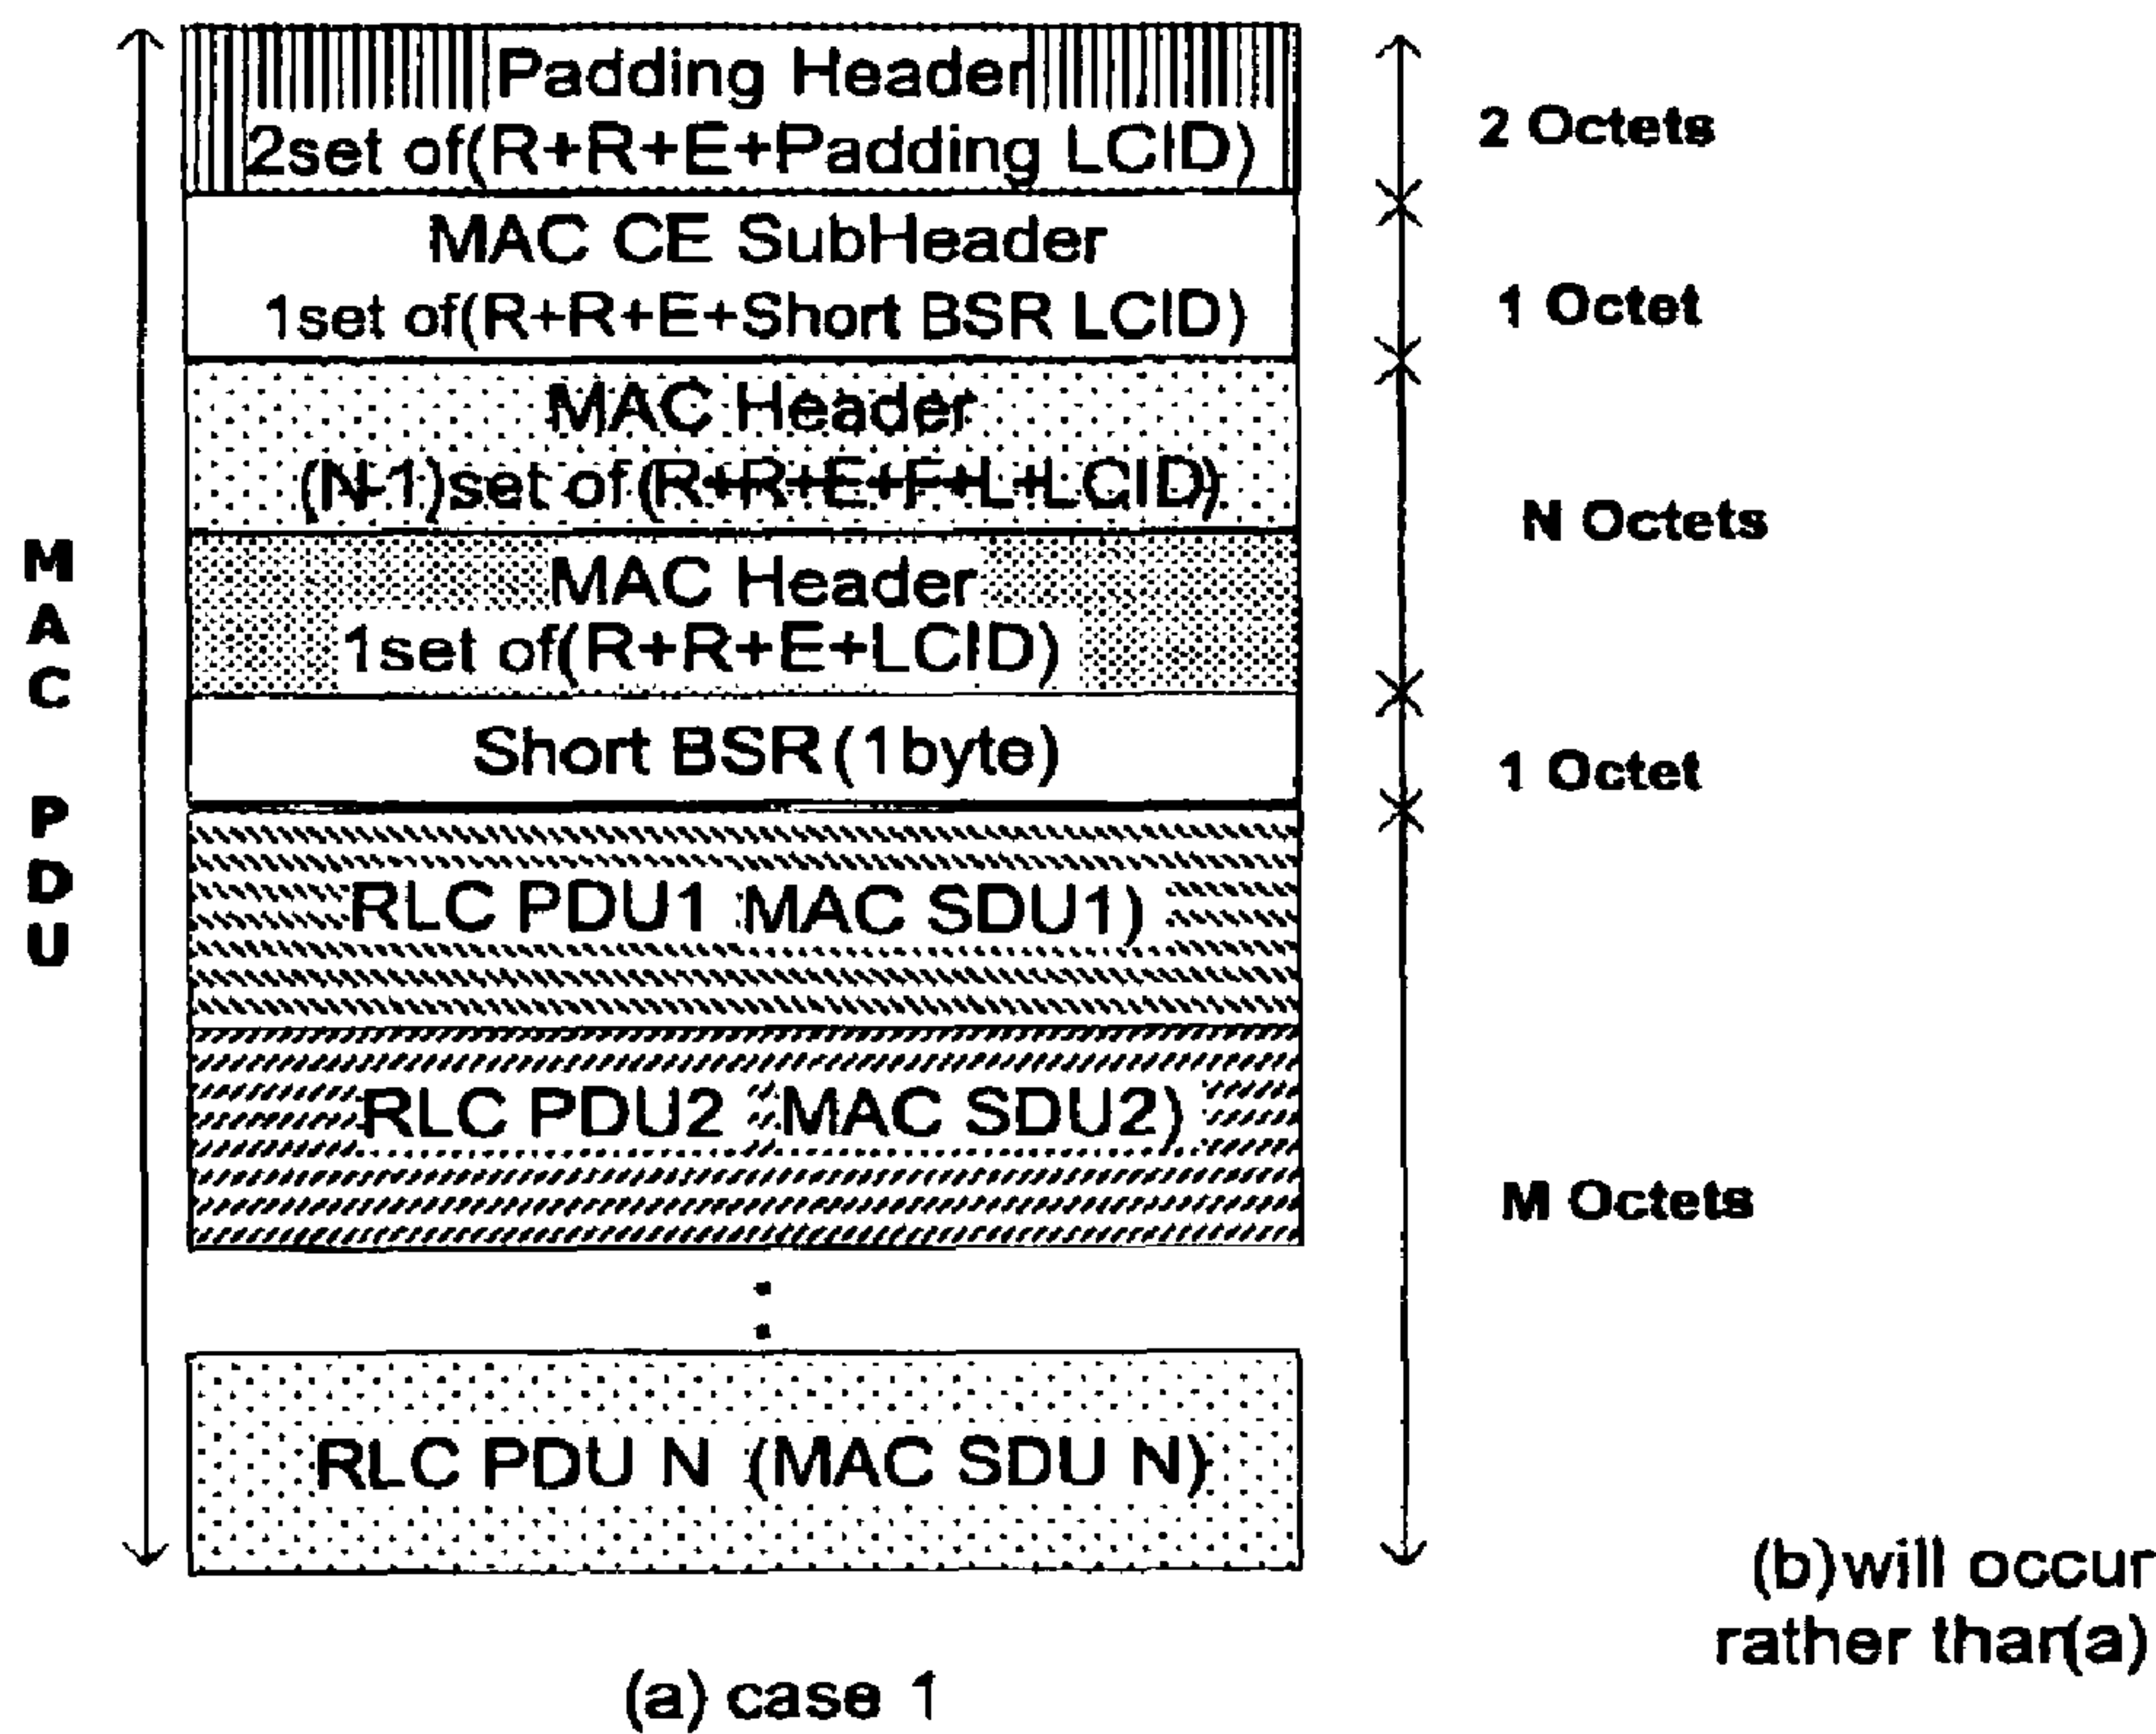 Padding Header
2set of(R+R+E+Padding LCID)
2 Octets
MAC CE SubHeader
1set of(R+R+E+Short BSR LCID)
1 Octet
MAC Header
(N-1)set of(R+R+E+F+L+LCID)
N Octets
MAC Header
1set of(R+R+E+LCID)
Short BSR(1byte)
1 Octet
MAC PDU
RLC PDU1 MAC SDU1)
RLC PDU2 MAC SDU2)
M Octets
RLC PDU N (MAC SDU N)
(b)will occur
rather than(a)
(a) case 1